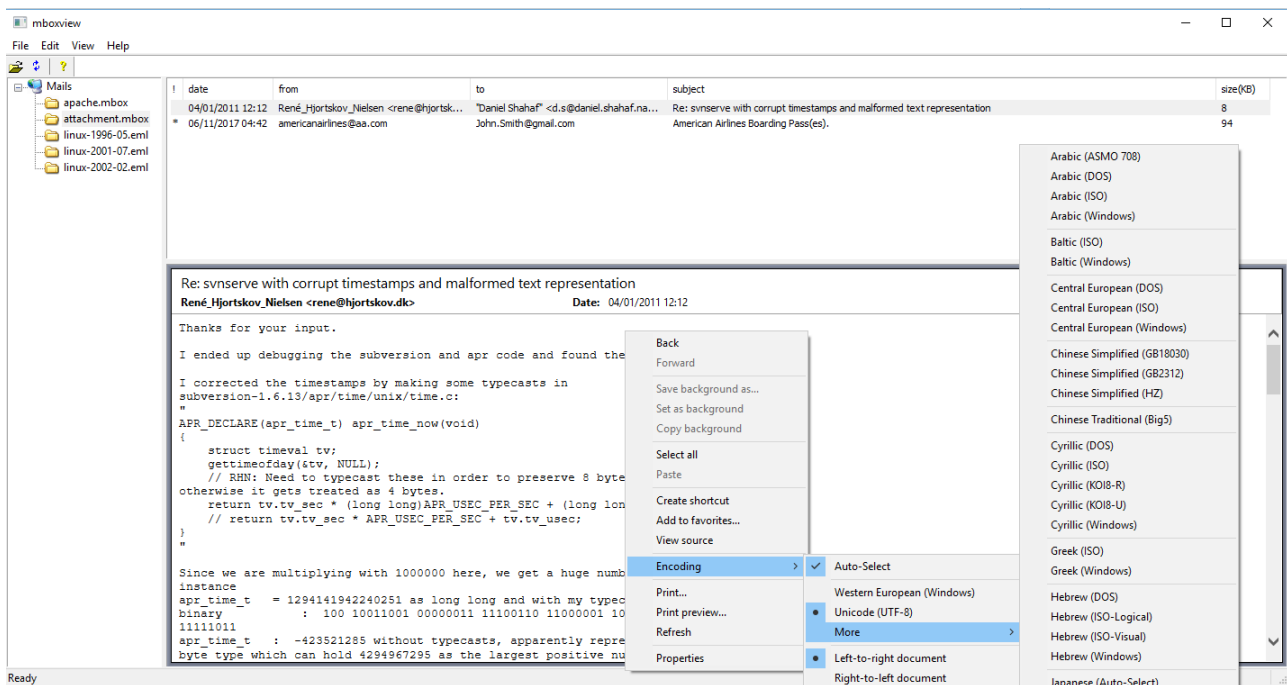 mboxview
File Edit View Help
Mails
apache.mbox
attachment.mbox
linux-1996-05.eml
linux-2001-07.eml
linux-2002-02.eml
! date from to subject size(KB)
04/01/2011 12:12 René_Hjortskov_Nielsen <rene@hjortsk... "Daniel Shahaf" <d.s@daniel.shahaf.na... Re: svnserve with corrupt timestamps and malformed text representation 8
* 06/11/2017 04:42 americanairlines@aa.com John.Smith@gmail.com American Airlines Boarding Pass(es). 94
Re: svnserve with corrupt timestamps and malformed text representation
René_Hjortskov_Nielsen <rene@hjortskov.dk> Date: 04/01/2011 12:12
Thanks for your input.
I ended up debugging the subversion and apr code and found the
I corrected the timestamps by making some typecasts in
subversion-1.6.13/apr/time/unix/time.c:
"
APR_DECLARE(apr_time_t) apr_time_now(void)
{
struct timeval tv;
gettimeofday(&tv, NULL);
// RHN: Need to typecast these in order to preserve 8 byte
otherwise it gets treated as 4 bytes.
return tv.tv_sec * (long long)APR_USEC_PER_SEC + (long lon
// return tv.tv_sec * APR_USEC_PER_SEC + tv.tv_usec;
}
"
Since we are multiplying with 1000000 here, we get a huge numb
instance
apr_time_t = 1294141942240251 as long long and with my typec
binary : 100 10011001 00000011 11100110 11000001 10
11111011
apr_time_t : -423521285 without typecasts, apparently repre
byte type which can hold 4294967295 as the largest positive nu
Back
Forward
Save background as...
Set as background
Copy background
Select all
Paste
Create shortcut
Add to favorites...
View source
Encoding
Print...
Print preview...
Refresh
Properties
Auto-Select
Western European (Windows)
Unicode (UTF-8)
More
Left-to-right document
Right-to-left document
Arabic (ASMO 708)
Arabic (DOS)
Arabic (ISO)
Arabic (Windows)
Baltic (ISO)
Baltic (Windows)
Central European (DOS)
Central European (ISO)
Central European (Windows)
Chinese Simplified (GB18030)
Chinese Simplified (GB2312)
Chinese Simplified (HZ)
Chinese Traditional (Big5)
Cyrillic (DOS)
Cyrillic (ISO)
Cyrillic (KOI8-R)
Cyrillic (KOI8-U)
Cyrillic (Windows)
Greek (ISO)
Greek (Windows)
Hebrew (DOS)
Hebrew (ISO-Logical)
Hebrew (ISO-Visual)
Hebrew (Windows)
Japanese (Auto-Select)
Ready